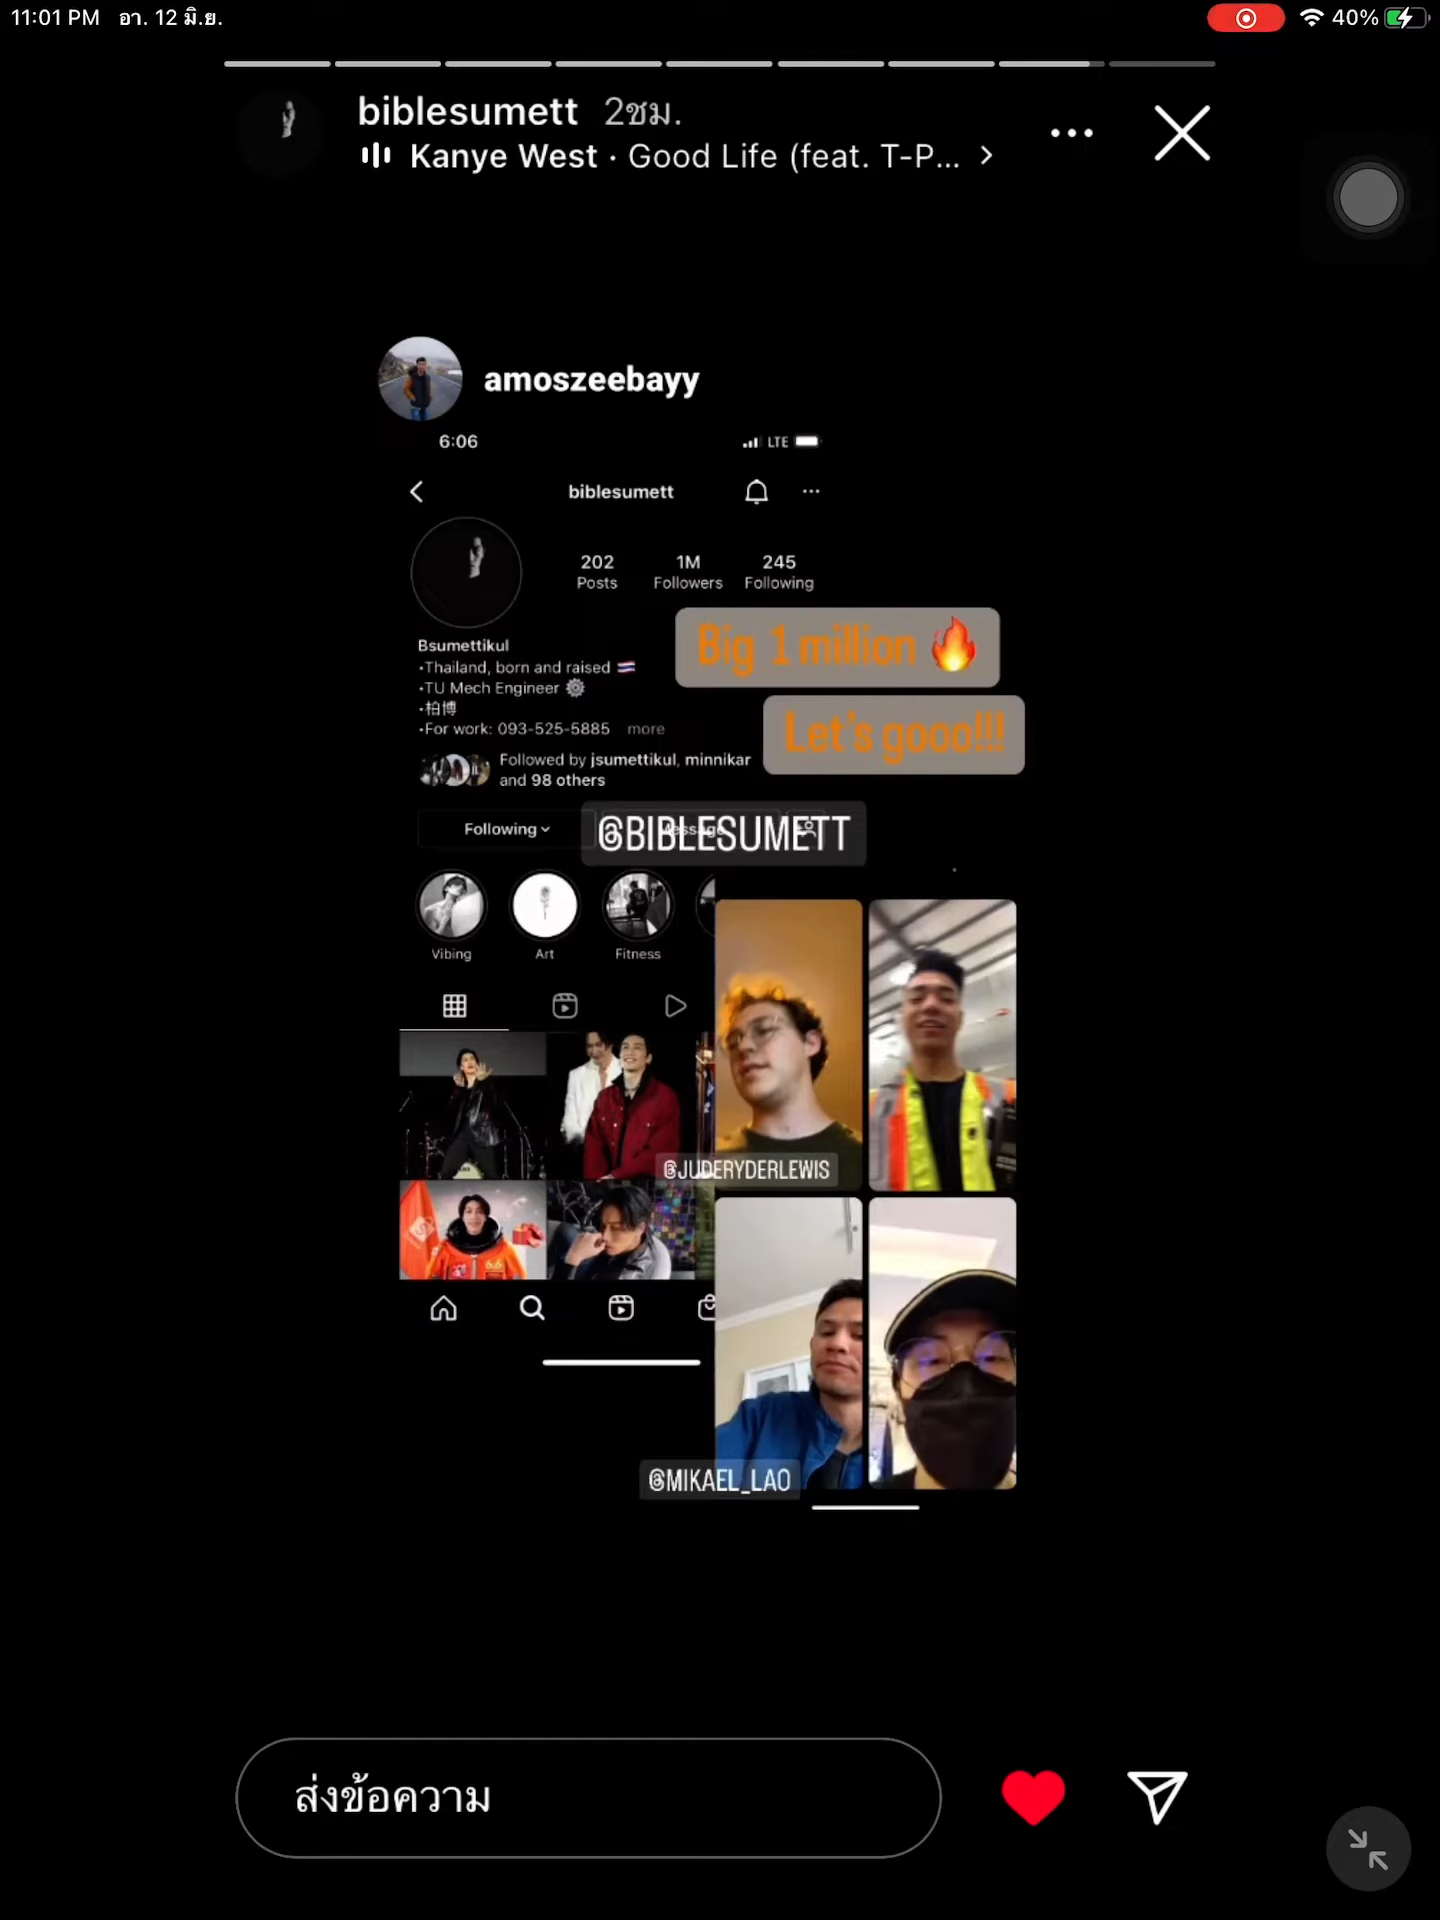 11:01 PM อา. 12 มิ.ย.
40%
biblesumett 2ชม.
Kanye West · Good Life (feat. T-P... >
amoszeebayy
6:06
LTE
biblesumett
202 1M 245
Posts Followers Following
Big 1 million 🔥
Bsumettikul
•Thailand, born and raised 🇹🇭
•TU Mech Engineer ⚙️
•柏博
•For work: 093-525-5885 more
Let's gooo!!!
Followed by jsumettikul, minnikar
and 98 others
Following
@BIBLESUMETT
Vibing Art Fitness
@JUDERYDERLEWIS
@MIKAEL_LAO
ส่งข้อความ